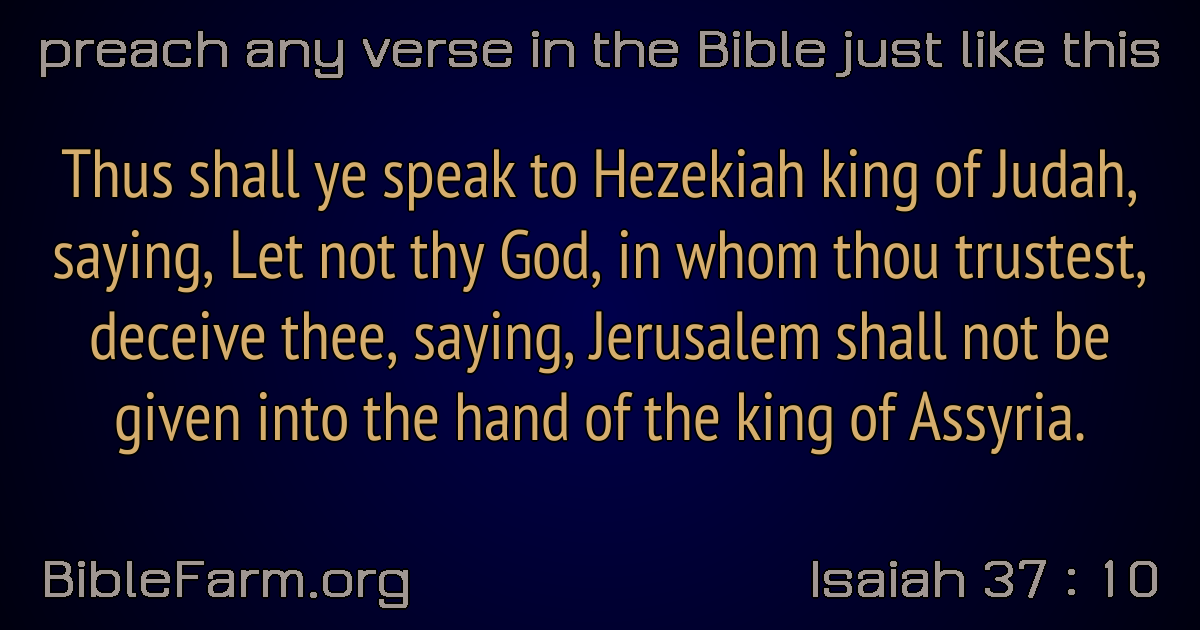 preach any verse in the Bible just like this
Thus shall ye speak to Hezekiah king of Judah,
saying, Let not thy God, in whom thou trustest,
deceive thee, saying, Jerusalem shall not be
given into the hand of the king of Assyria.
BibleFarm.org
Isaiah 37 : 10